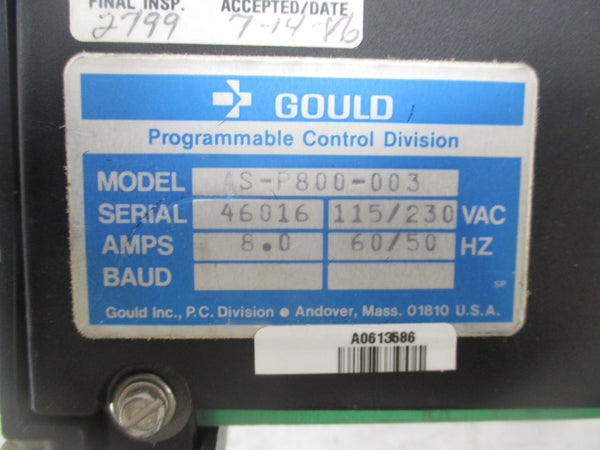 FINAL INSP. ACCEPTED/DATE
2799 7-14-86
GOULD
Programmable Control Division
MODEL AS-P800-003
SERIAL 46016 115/230 VAC
AMPS 8.0 60/50 HZ
BAUD
SP
Gould Inc., P.C. Division • Andover, Mass. 01810 U.S.A.
A0613586